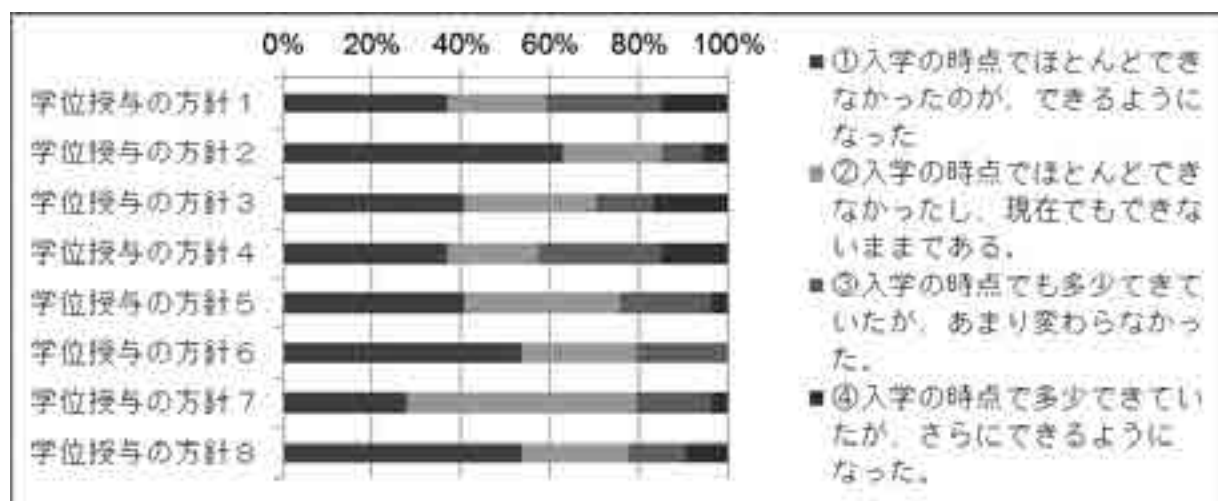 0% 20% 40% 60% 80% 100%
学位授与の方針1
学位授与の方針2
学位授与の方針3
学位授与の方針4
学位授与の方針5
学位授与の方針6
学位授与の方針7
学位授与の方針8
■①入学の時点でほとんどでき
なかったのが、できるように
なった
■②入学の時点でほとんどでき
なかったし、現在でもできな
いままである。
■③入学の時点でも多少てきて
いたが、あまり変わらなかっ
た。
■④入学の時点で多少できてい
たが、さらにできるように
なった。